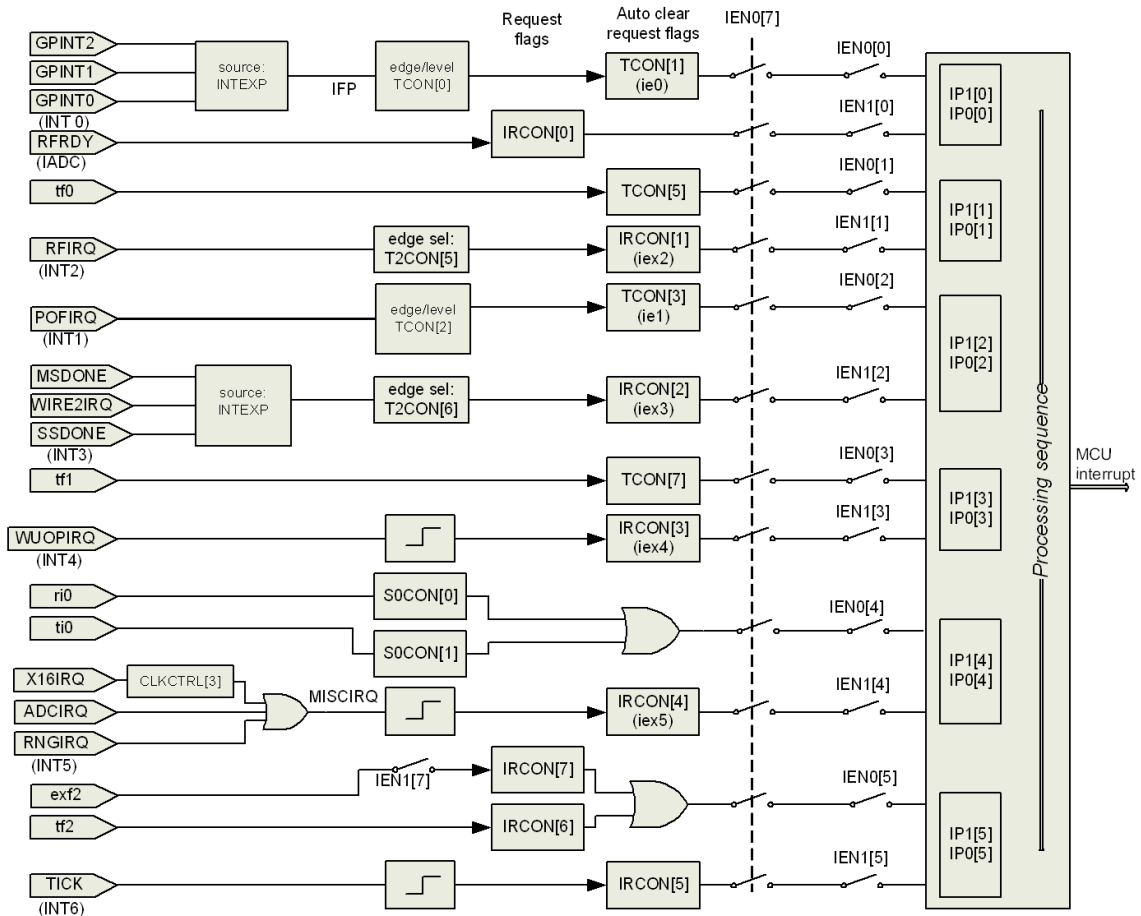 Request
flags
Auto clear
request flags
IEN0[7]
GPINT2
GPINT1
GPINT0
(INT 0)
source:
INTEXP
IFP
edge/level
TCON[0]
TCON[1]
(ie0)
IEN0[0]
RFRDY
(IADC)
IRCON[0]
IEN1[0]
IP1[0]
IP0[0]
tf0
TCON[5]
IEN0[1]
RFIRQ
(INT2)
edge sel:
T2CON[5]
IRCON[1]
(iex2)
IEN1[1]
IP1[1]
IP0[1]
POFIRQ
(INT1)
edge/level
TCON[2]
TCON[3]
(ie1)
IEN0[2]
MSDONE
WIRE2IRQ
SSDONE
(INT3)
source:
INTEXP
edge sel:
T2CON[6]
IRCON[2]
(iex3)
IEN1[2]
IP1[2]
IP0[2]
tf1
TCON[7]
IEN0[3]
WUOPIRQ
(INT4)
IRCON[3]
(iex4)
IEN1[3]
IP1[3]
IP0[3]
Processing sequence
MCU
interrupt
ri0
ti0
S0CON[0]
S0CON[1]
IEN0[4]
X16IRQ
ADCIRQ
RNGIRQ
(INT5)
CLKCTRL[3]
MISCIRQ
IRCON[4]
(iex5)
IEN1[4]
IP1[4]
IP0[4]
exf2
IEN1[7]
IRCON[7]
tf2
IRCON[6]
IEN0[5]
TICK
(INT6)
IRCON[5]
IEN1[5]
IP1[5]
IP0[5]